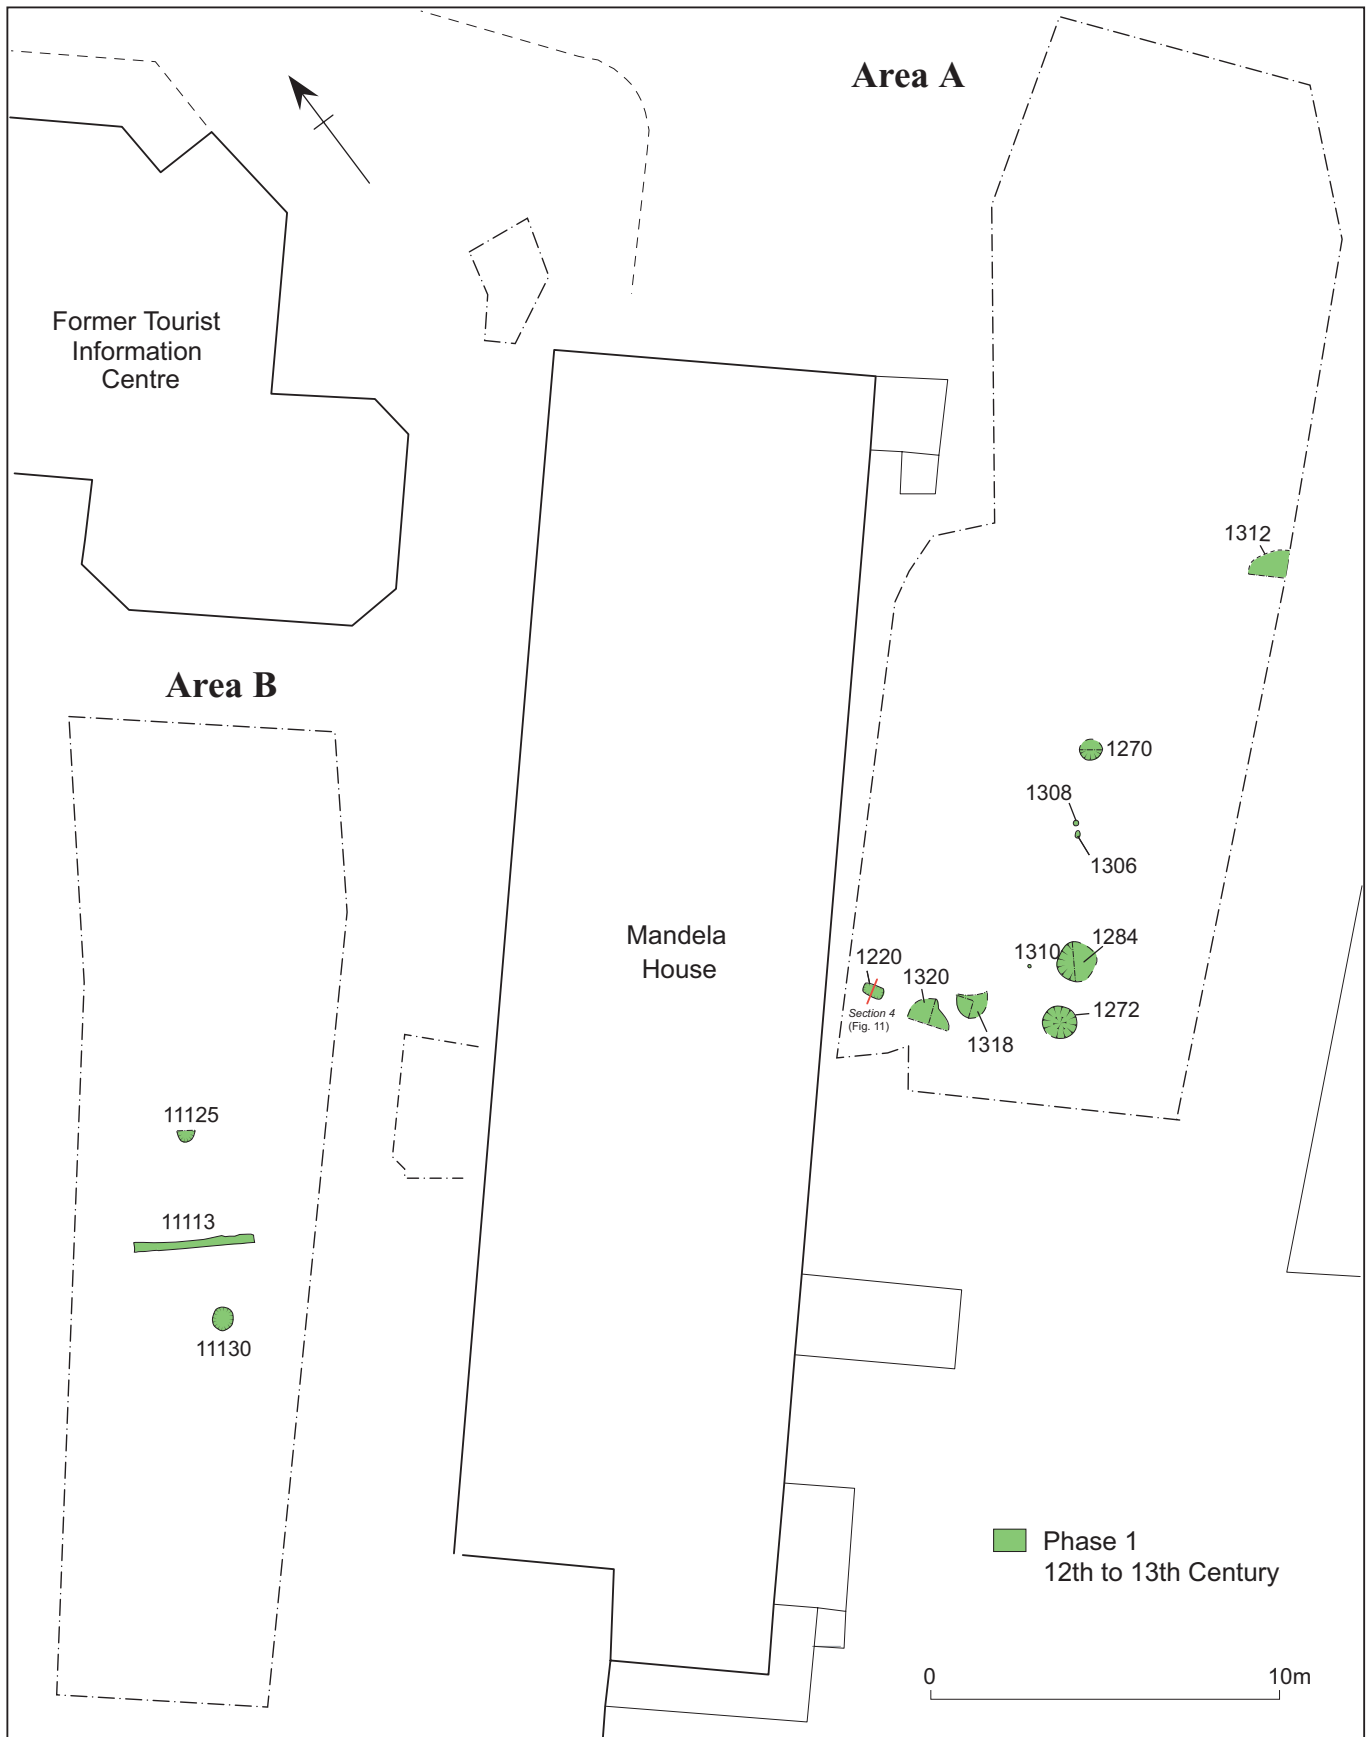 Area A
Former Tourist
Information
Centre
1312
Area B
1270
1308
1306
Mandela
House
1284
1310
1220
1320
Section 4
(Fig. 11)
1272
1318
11125
11113
11130
Phase 1
12th to 13th Century
0
10m